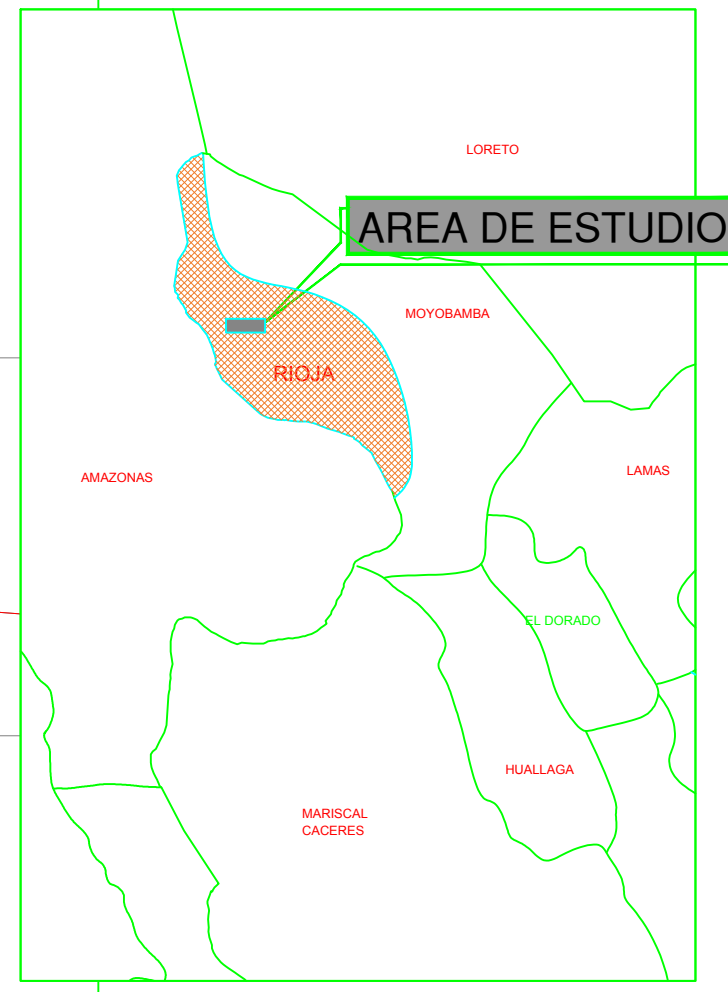 LORETO
AREA DE ESTUDIO
MOYOBAMBA
RIOJA
AMAZONAS
LAMAS
EL DORADO
HUALLAGA
MARISCAL
CACERES